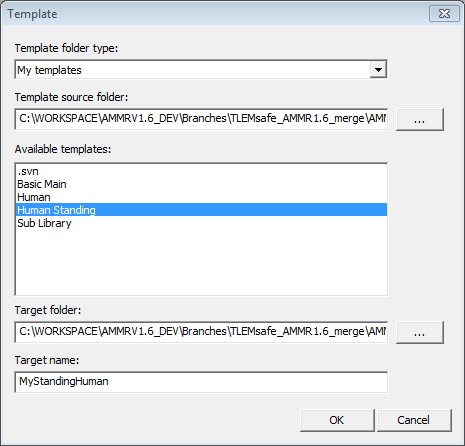 Template
Template folder type:
My templates
Template source folder:
C:\WORKSPACE\AMMRV1.6_DEV\Branches\TLEMsafe_AMMR1.6_merge\AMM
...
Available templates:
.svn
Basic Main
Human
Human Standing
Sub Library
Target folder:
C:\WORKSPACE\AMMRV1.6_DEV\Branches\TLEMsafe_AMMR1.6_merge\AMM
...
Target name:
MyStandingHuman
OK Cancel